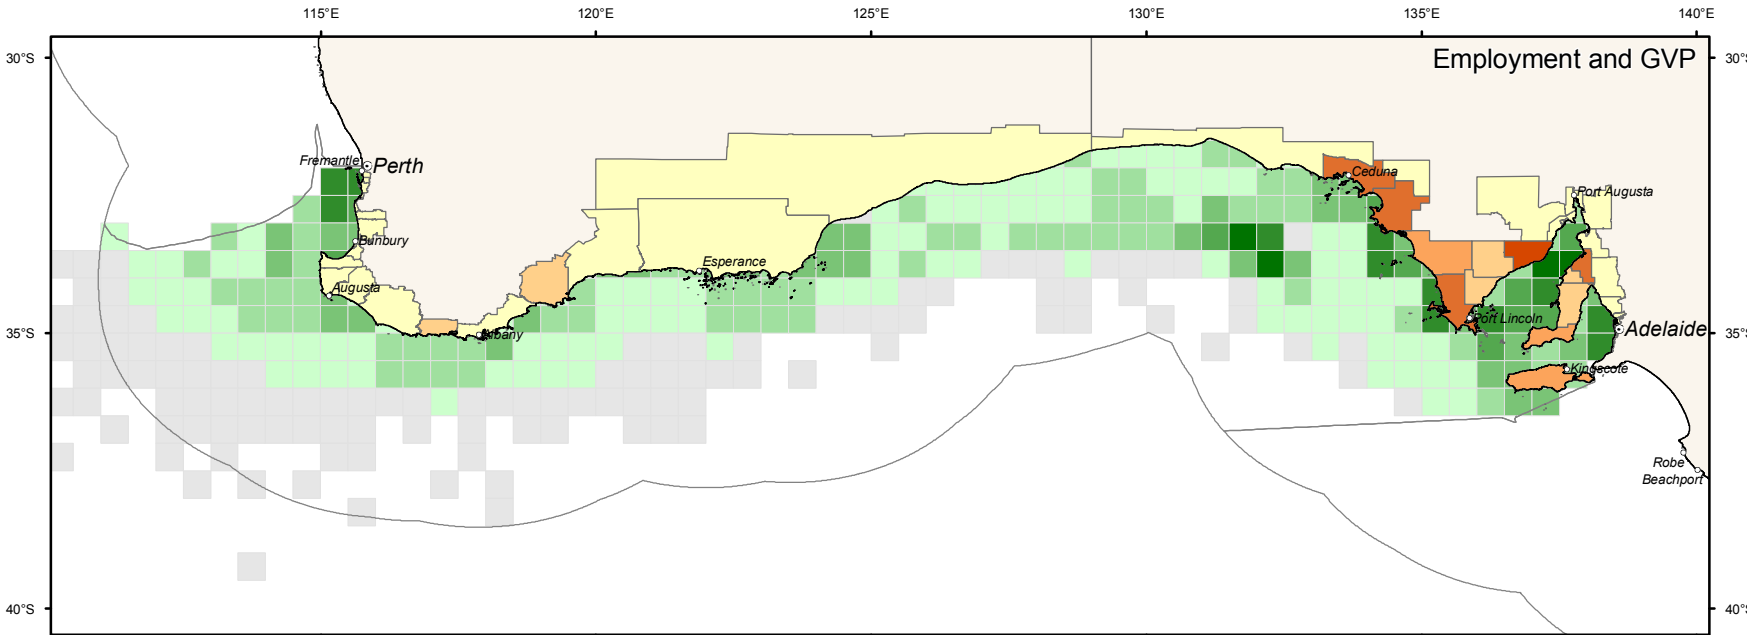 115°E 120°E 125°E 130°E 135°E 140°E
30°S Employment and GVP 30°S
Fremantle Perth
Ceduna
Port Augusta
Bunbury
Esperance
Augusta
Port Lincoln
35°S Albany Adelaide 35°S
Kingscote
Robe
Beachport
40°S 40°S